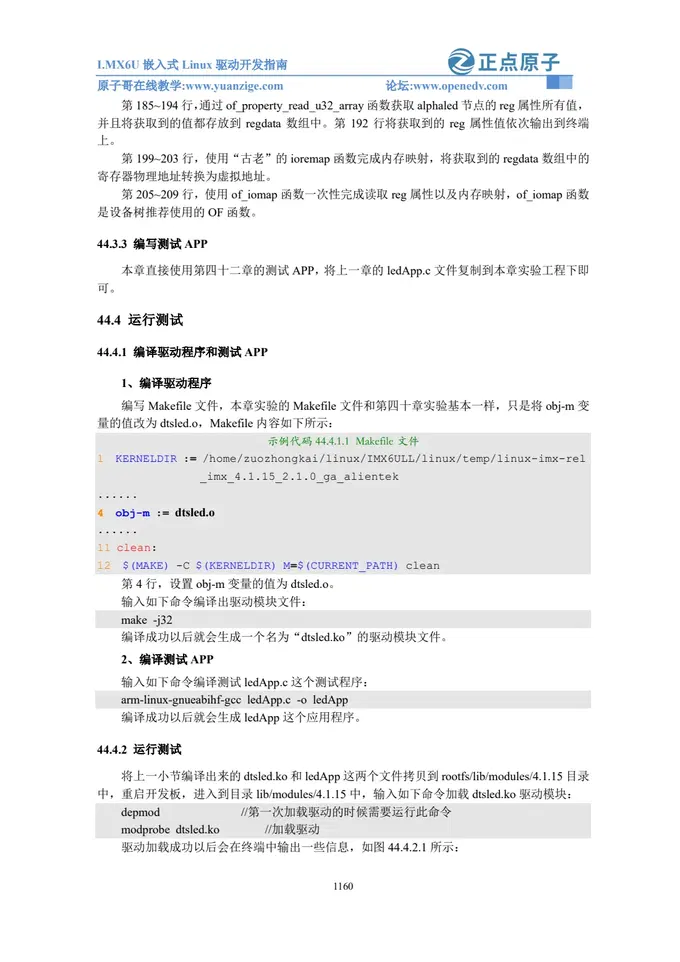 I.MX6U 嵌入式 Linux 驱动开发指南
正点原子
原子哥在线教学:www.yuanzige.com 论坛:www.openedv.com
第 185~194 行，通过 of_property_read_u32_array 函数获取 alphaled 节点的 reg 属性所有值，
并且将获取到的值都存放到 regdata 数组中。第 192 行将获取到的 reg 属性值依次输出到终端
上。
第 199~203 行，使用“古老”的 ioremap 函数完成内存映射，将获取到的 regdata 数组中的
寄存器物理地址转换为虚拟地址。
第 205~209 行，使用 of_iomap 函数一次性完成读取 reg 属性以及内存映射，of_iomap 函数
是设备树推荐使用的 OF 函数。
44.3.3 编写测试 APP
本章直接使用第四十二章的测试 APP，将上一章的 ledApp.c 文件复制到本章实验工程下即
可。
44.4 运行测试
44.4.1 编译驱动程序和测试 APP
1、编译驱动程序
编写 Makefile 文件，本章实验的 Makefile 文件和第四十章实验基本一样，只是将 obj-m 变
量的值改为 dtsled.o，Makefile 内容如下所示：
示例代码 44.4.1.1 Makefile 文件
1 KERNELDIR := /home/zuozhongkai/linux/IMX6ULL/linux/temp/linux-imx-rel
_imx_4.1.15_2.1.0_ga_alientek
......
4 obj-m := dtsled.o
......
11 clean:
12 $(MAKE) -C $(KERNELDIR) M=$(CURRENT_PATH) clean
第 4 行，设置 obj-m 变量的值为 dtsled.o。
输入如下命令编译出驱动模块文件：
make -j32
编译成功以后就会生成一个名为“dtsled.ko”的驱动模块文件。
2、编译测试 APP
输入如下命令编译测试 ledApp.c 这个测试程序：
arm-linux-gnueabihf-gcc ledApp.c -o ledApp
编译成功以后就会生成 ledApp 这个应用程序。
44.4.2 运行测试
将上一小节编译出来的 dtsled.ko 和 ledApp 这两个文件拷贝到 rootfs/lib/modules/4.1.15 目录
中，重启开发板，进入到目录 lib/modules/4.1.15 中，输入如下命令加载 dtsled.ko 驱动模块：
depmod //第一次加载驱动的时候需要运行此命令
modprobe dtsled.ko //加载驱动
驱动加载成功以后会在终端中输出一些信息，如图 44.4.2.1 所示：
1160